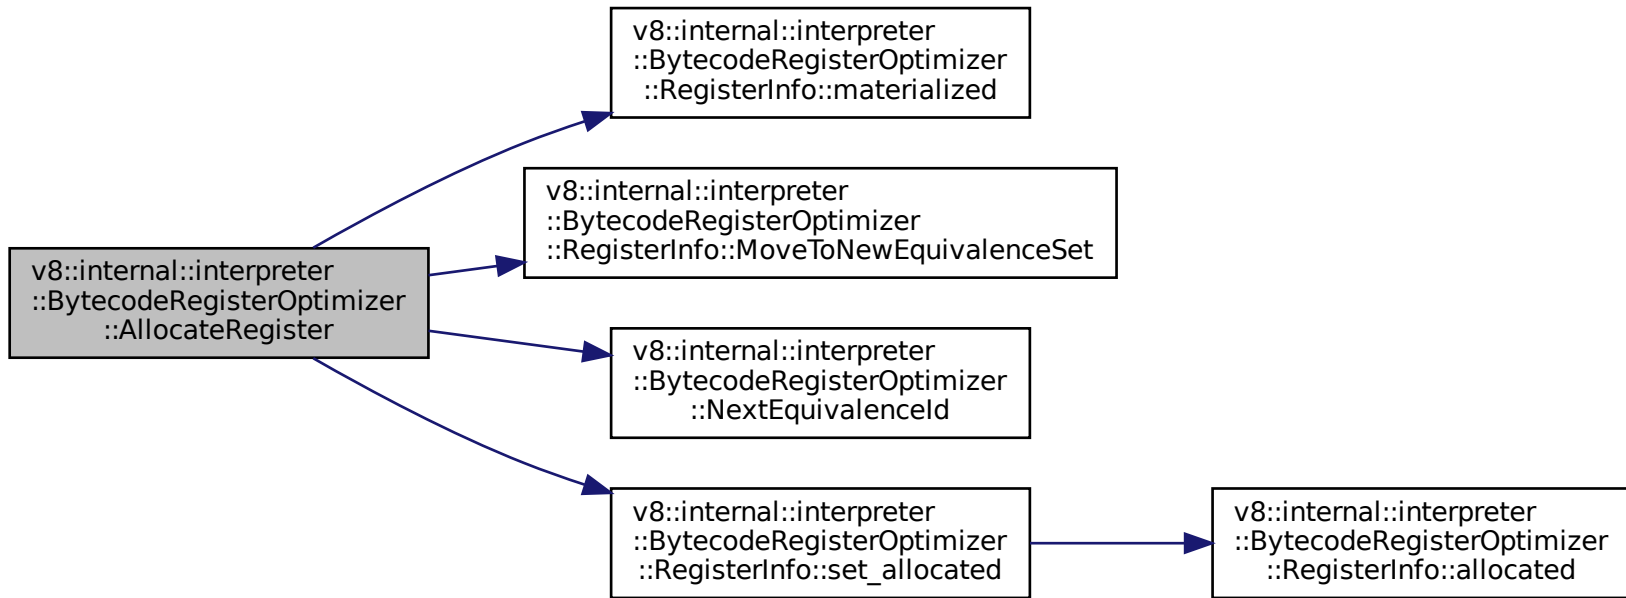 v8::internal::interpreter
::BytecodeRegisterOptimizer
::RegisterInfo::materialized
v8::internal::interpreter
::BytecodeRegisterOptimizer
::RegisterInfo::MoveToNewEquivalenceSet
v8::internal::interpreter
::BytecodeRegisterOptimizer
::AllocateRegister
v8::internal::interpreter
::BytecodeRegisterOptimizer
::NextEquivalenceId
v8::internal::interpreter
::BytecodeRegisterOptimizer
::RegisterInfo::set_allocated
v8::internal::interpreter
::BytecodeRegisterOptimizer
::RegisterInfo::allocated